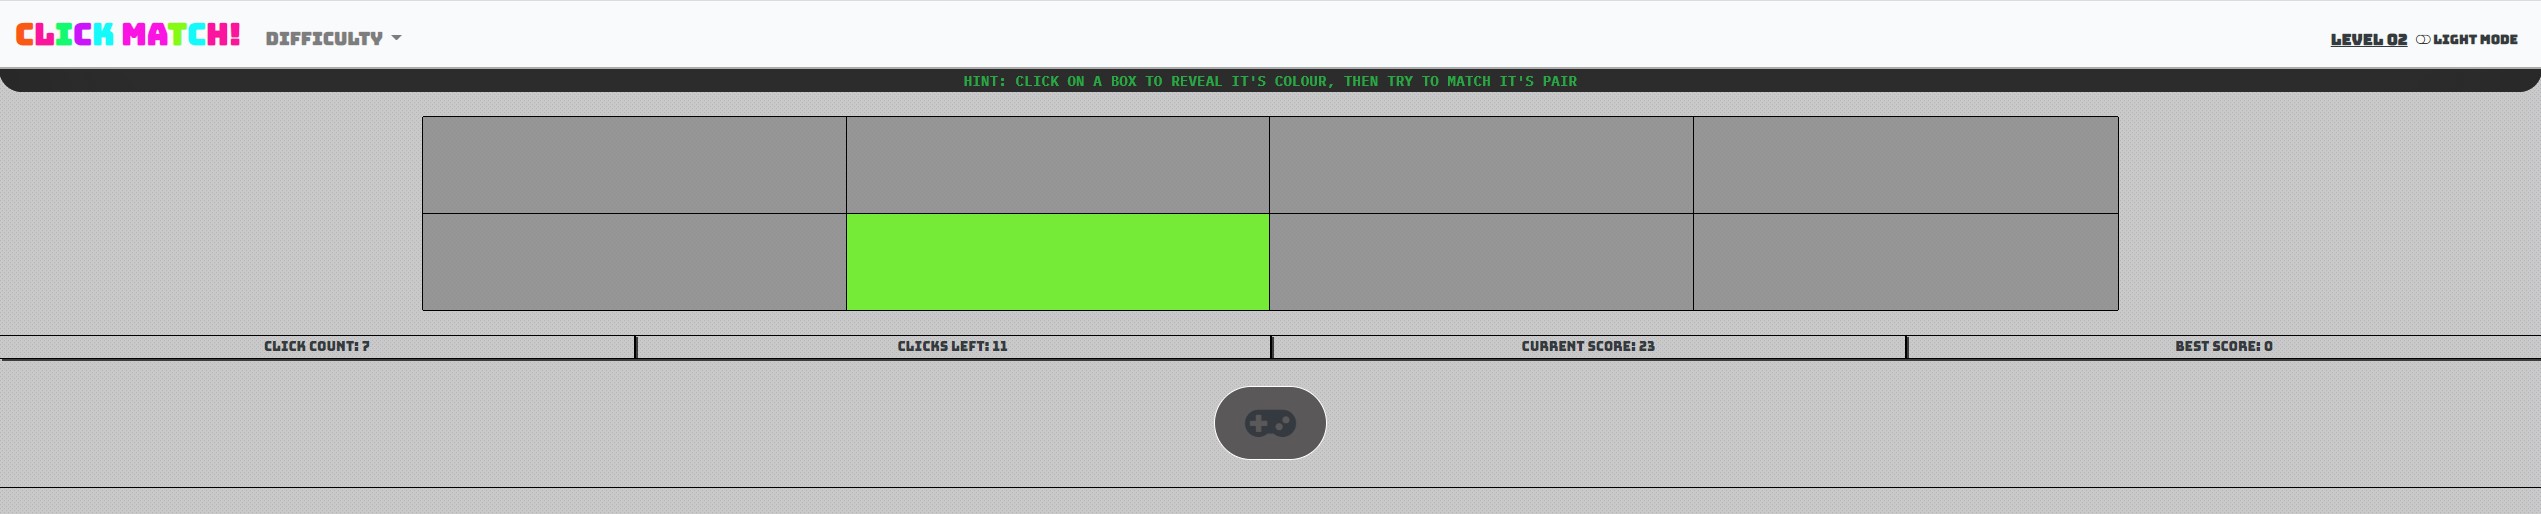 CLICK MATCH! DIFFICULTY LEVEL 02 LIGHT MODE
HINT: CLICK ON A BOX TO REVEAL IT'S COLOUR, THEN TRY TO MATCH IT'S PAIR
CLICK COUNT: 7 CLICKS LEFT: 11 CURRENT SCORE: 23 BEST SCORE: 0